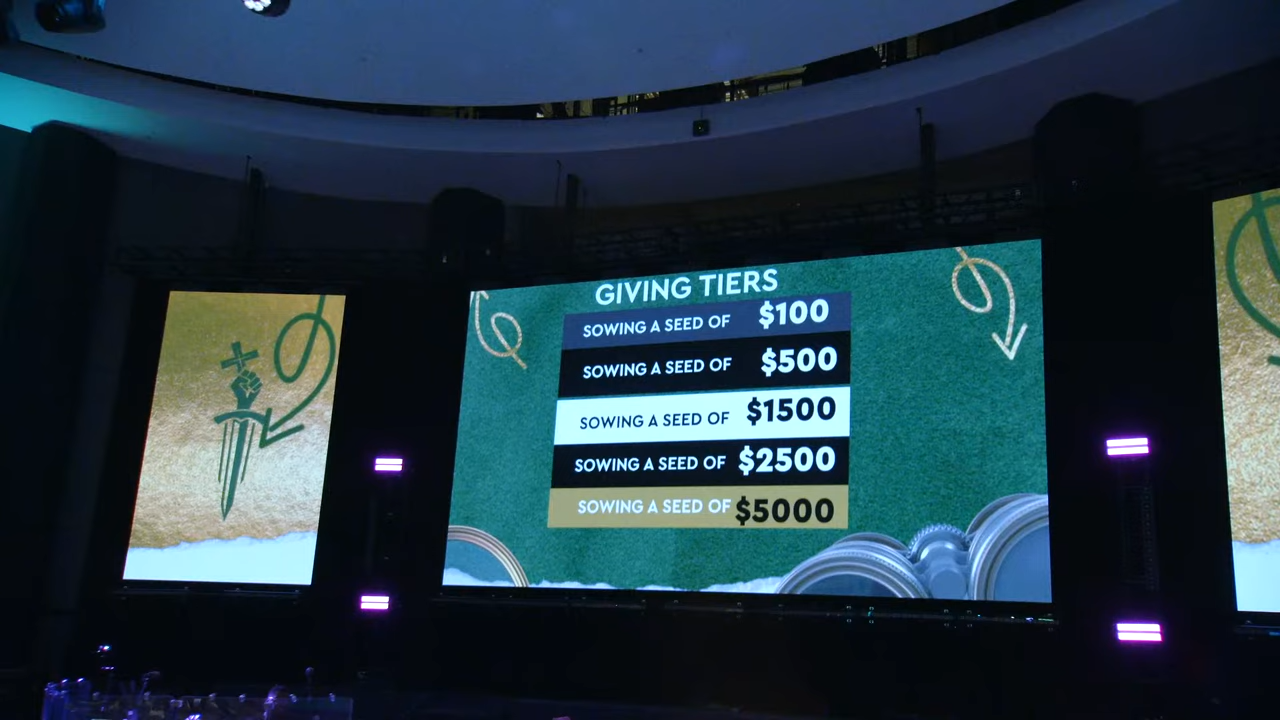 GIVING TIERS
SOWING A SEED OF $100
SOWING A SEED OF $500
SOWING A SEED OF $1500
SOWING A SEED OF $2500
SOWING A SEED OF $5000